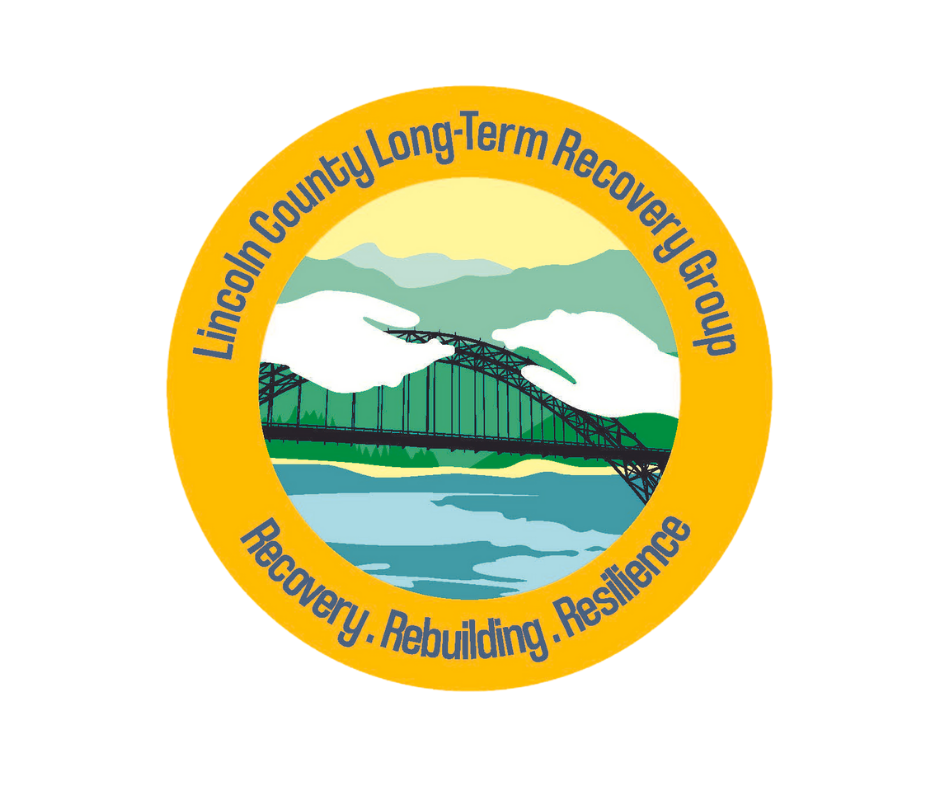 Lincoln County Long-Term Recovery Group
Recovery . Rebuilding . Resilience